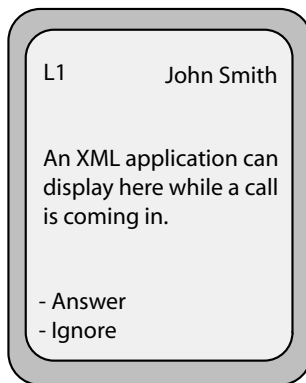 L1 John Smith
An XML application can
display here while a call
is coming in.
- Answer
- Ignore